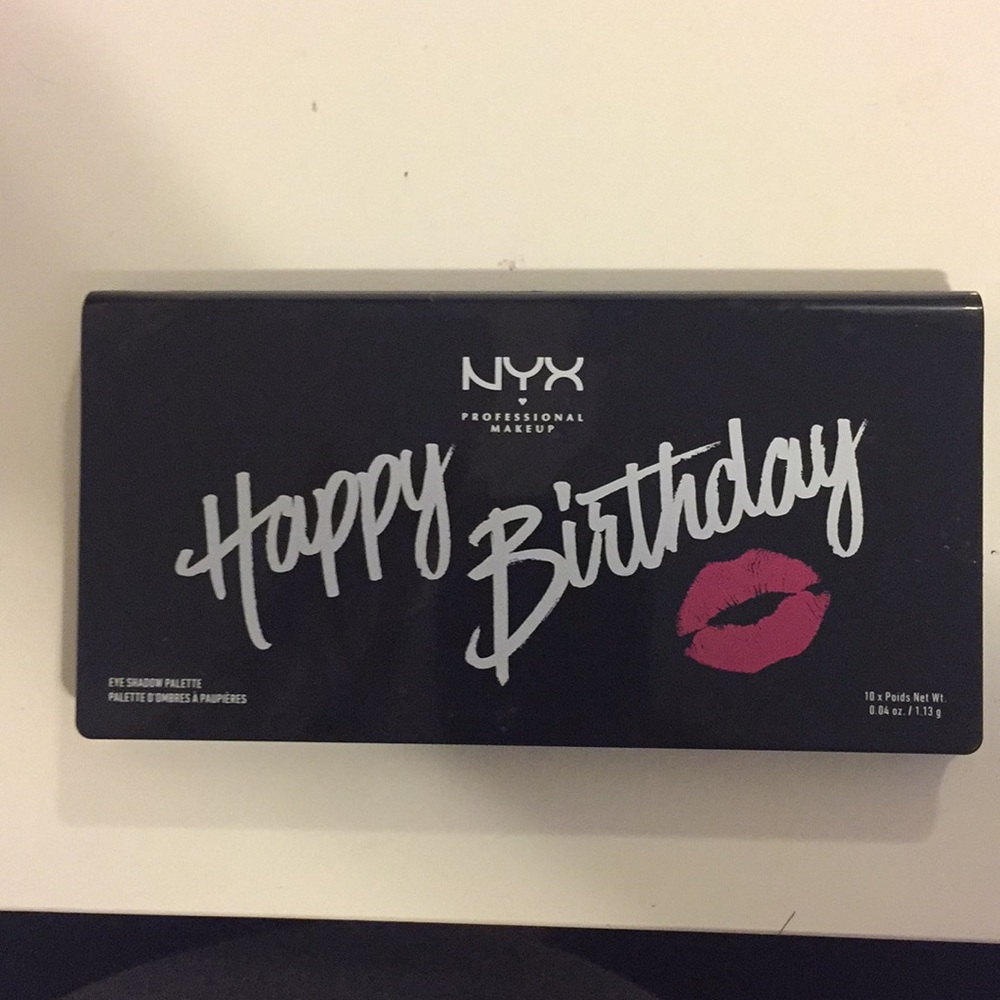 NYX
PROFESSIONAL
MAKEUP
Happy Birthday
EYE SHADOW PALETTE
PALETTE D'OMBRES À PAUPIÈRES
10 x Poids Net Wt.
0.04 oz. / 1.13 g